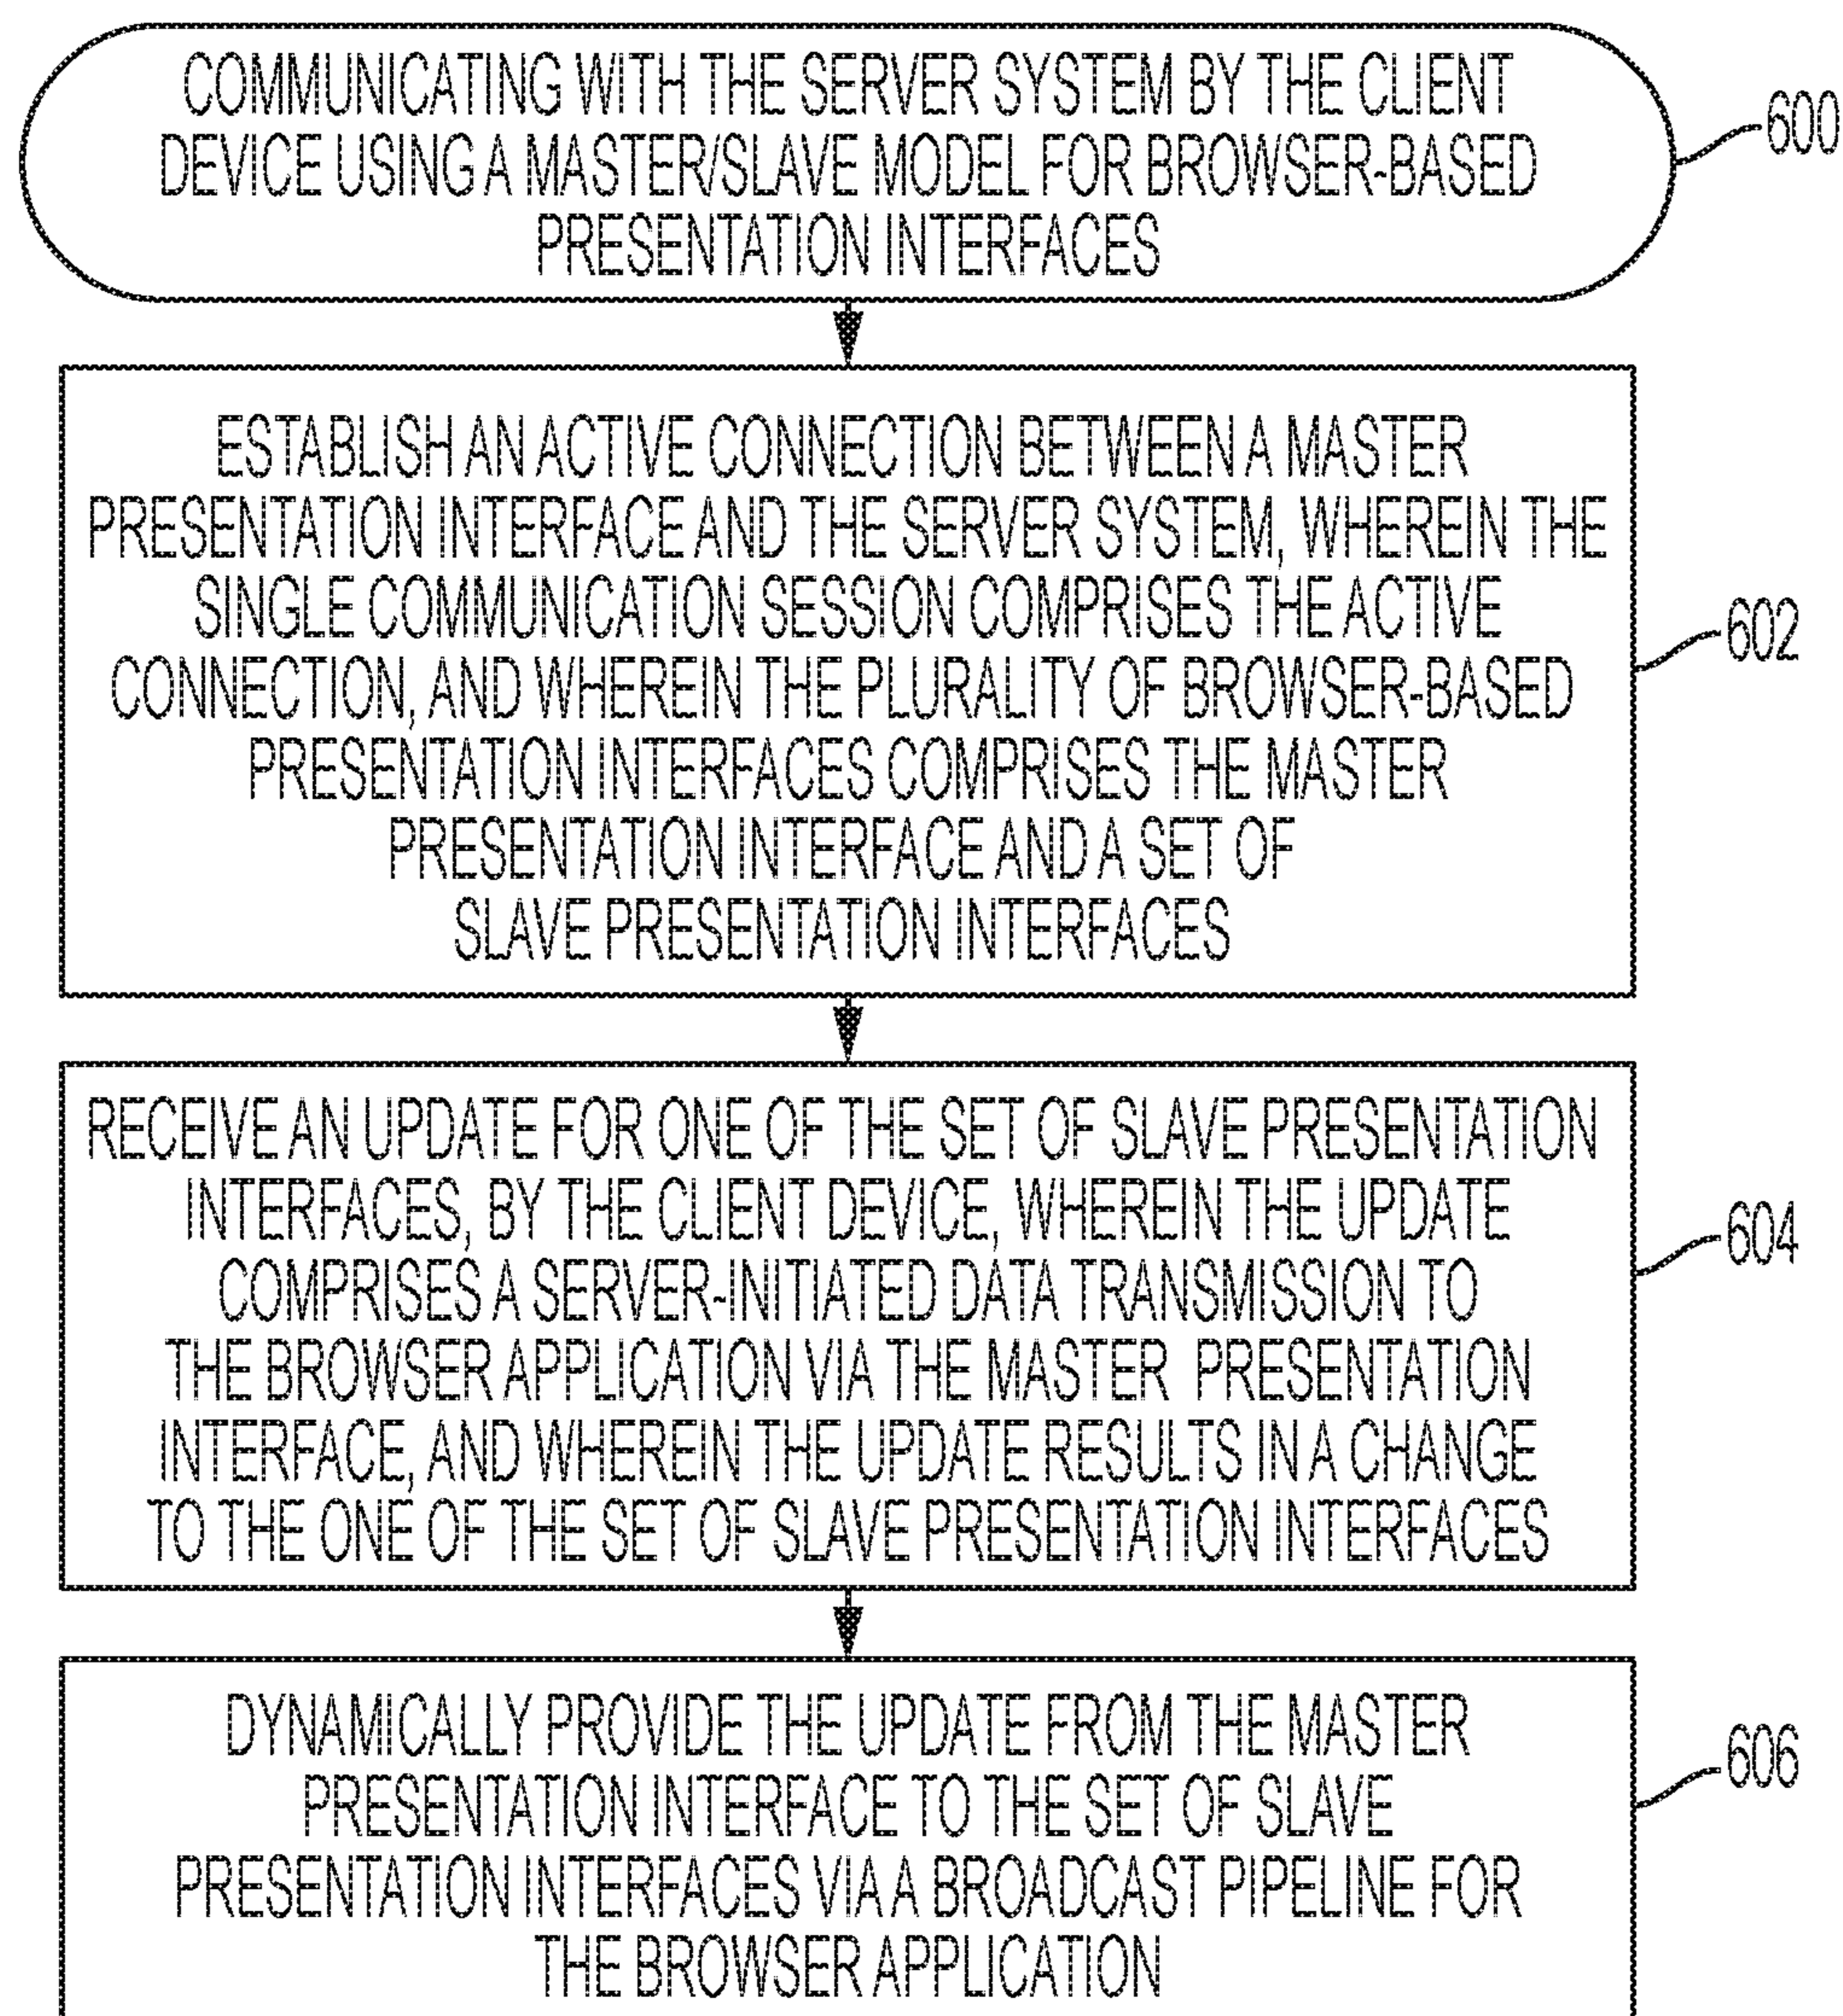 COMMUNICATING WITH THE SERVER SYSTEM BY THE CLIENT
DEVICE USING A MASTER/SLAVE MODEL FOR BROWSER-BASED
PRESENTATION INTERFACES
600
ESTABLISH AN ACTIVE CONNECTION BETWEEN A MASTER
PRESENTATION INTERFACE AND THE SERVER SYSTEM, WHEREIN THE
SINGLE COMMUNICATION SESSION COMPRISES THE ACTIVE
CONNECTION, AND WHEREIN THE PLURALITY OF BROWSER-BASED
PRESENTATION INTERFACES COMPRISES THE MASTER
PRESENTATION INTERFACE AND A SET OF
SLAVE PRESENTATION INTERFACES
602
RECEIVE AN UPDATE FOR ONE OF THE SET OF SLAVE PRESENTATION
INTERFACES, BY THE CLIENT DEVICE, WHEREIN THE UPDATE
COMPRISES A SERVER-INITIATED DATA TRANSMISSION TO
THE BROWSER APPLICATION VIA THE MASTER PRESENTATION
INTERFACE, AND WHEREIN THE UPDATE RESULTS IN A CHANGE
TO THE ONE OF THE SET OF SLAVE PRESENTATION INTERFACES
604
DYNAMICALLY PROVIDE THE UPDATE FROM THE MASTER
PRESENTATION INTERFACE TO THE SET OF SLAVE
PRESENTATION INTERFACES VIA A BROADCAST PIPELINE FOR
THE BROWSER APPLICATION
606